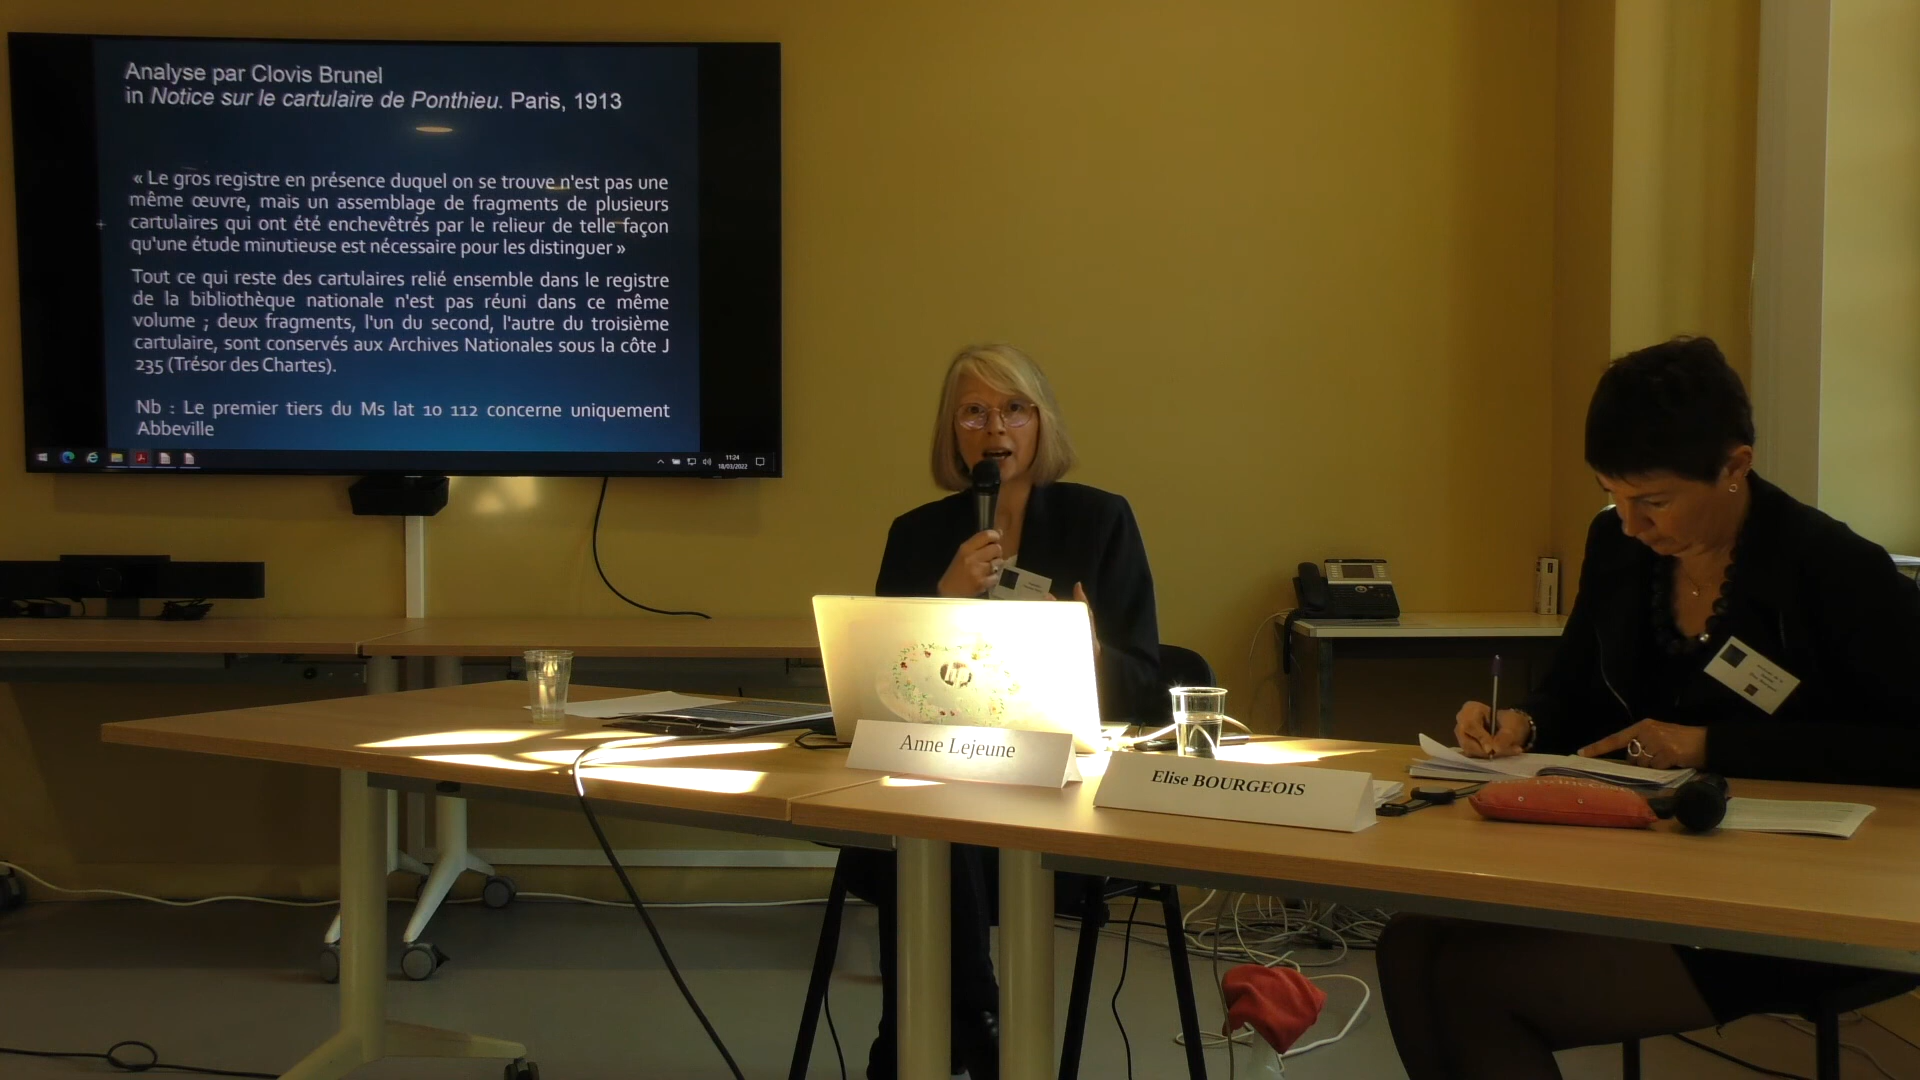 Analyse par Clovis Brunel
in Notice sur le cartulaire de Ponthieu. Paris, 1913
« Le gros registre en présence duquel on se trouve n'est pas une
même œuvre, mais un assemblage de fragments de plusieurs
cartulaires qui ont été enchevêtrés par le relieur de telle façon
qu'une étude minutieuse est nécessaire pour les distinguer »
Tout ce qui reste des cartulaires relié ensemble dans le registre
de la bibliothèque nationale n'est pas réuni dans ce même
volume ; deux fragments, l'un du second, l'autre du troisième
cartulaire, sont conservés aux Archives Nationales sous la côte J
235 (Trésor des Chartes).
Nb : Le premier tiers du Ms lat 10 112 concerne uniquement
Abbeville
11:24
18/03/2022
Anne Lejeune
Elise BOURGEOIS